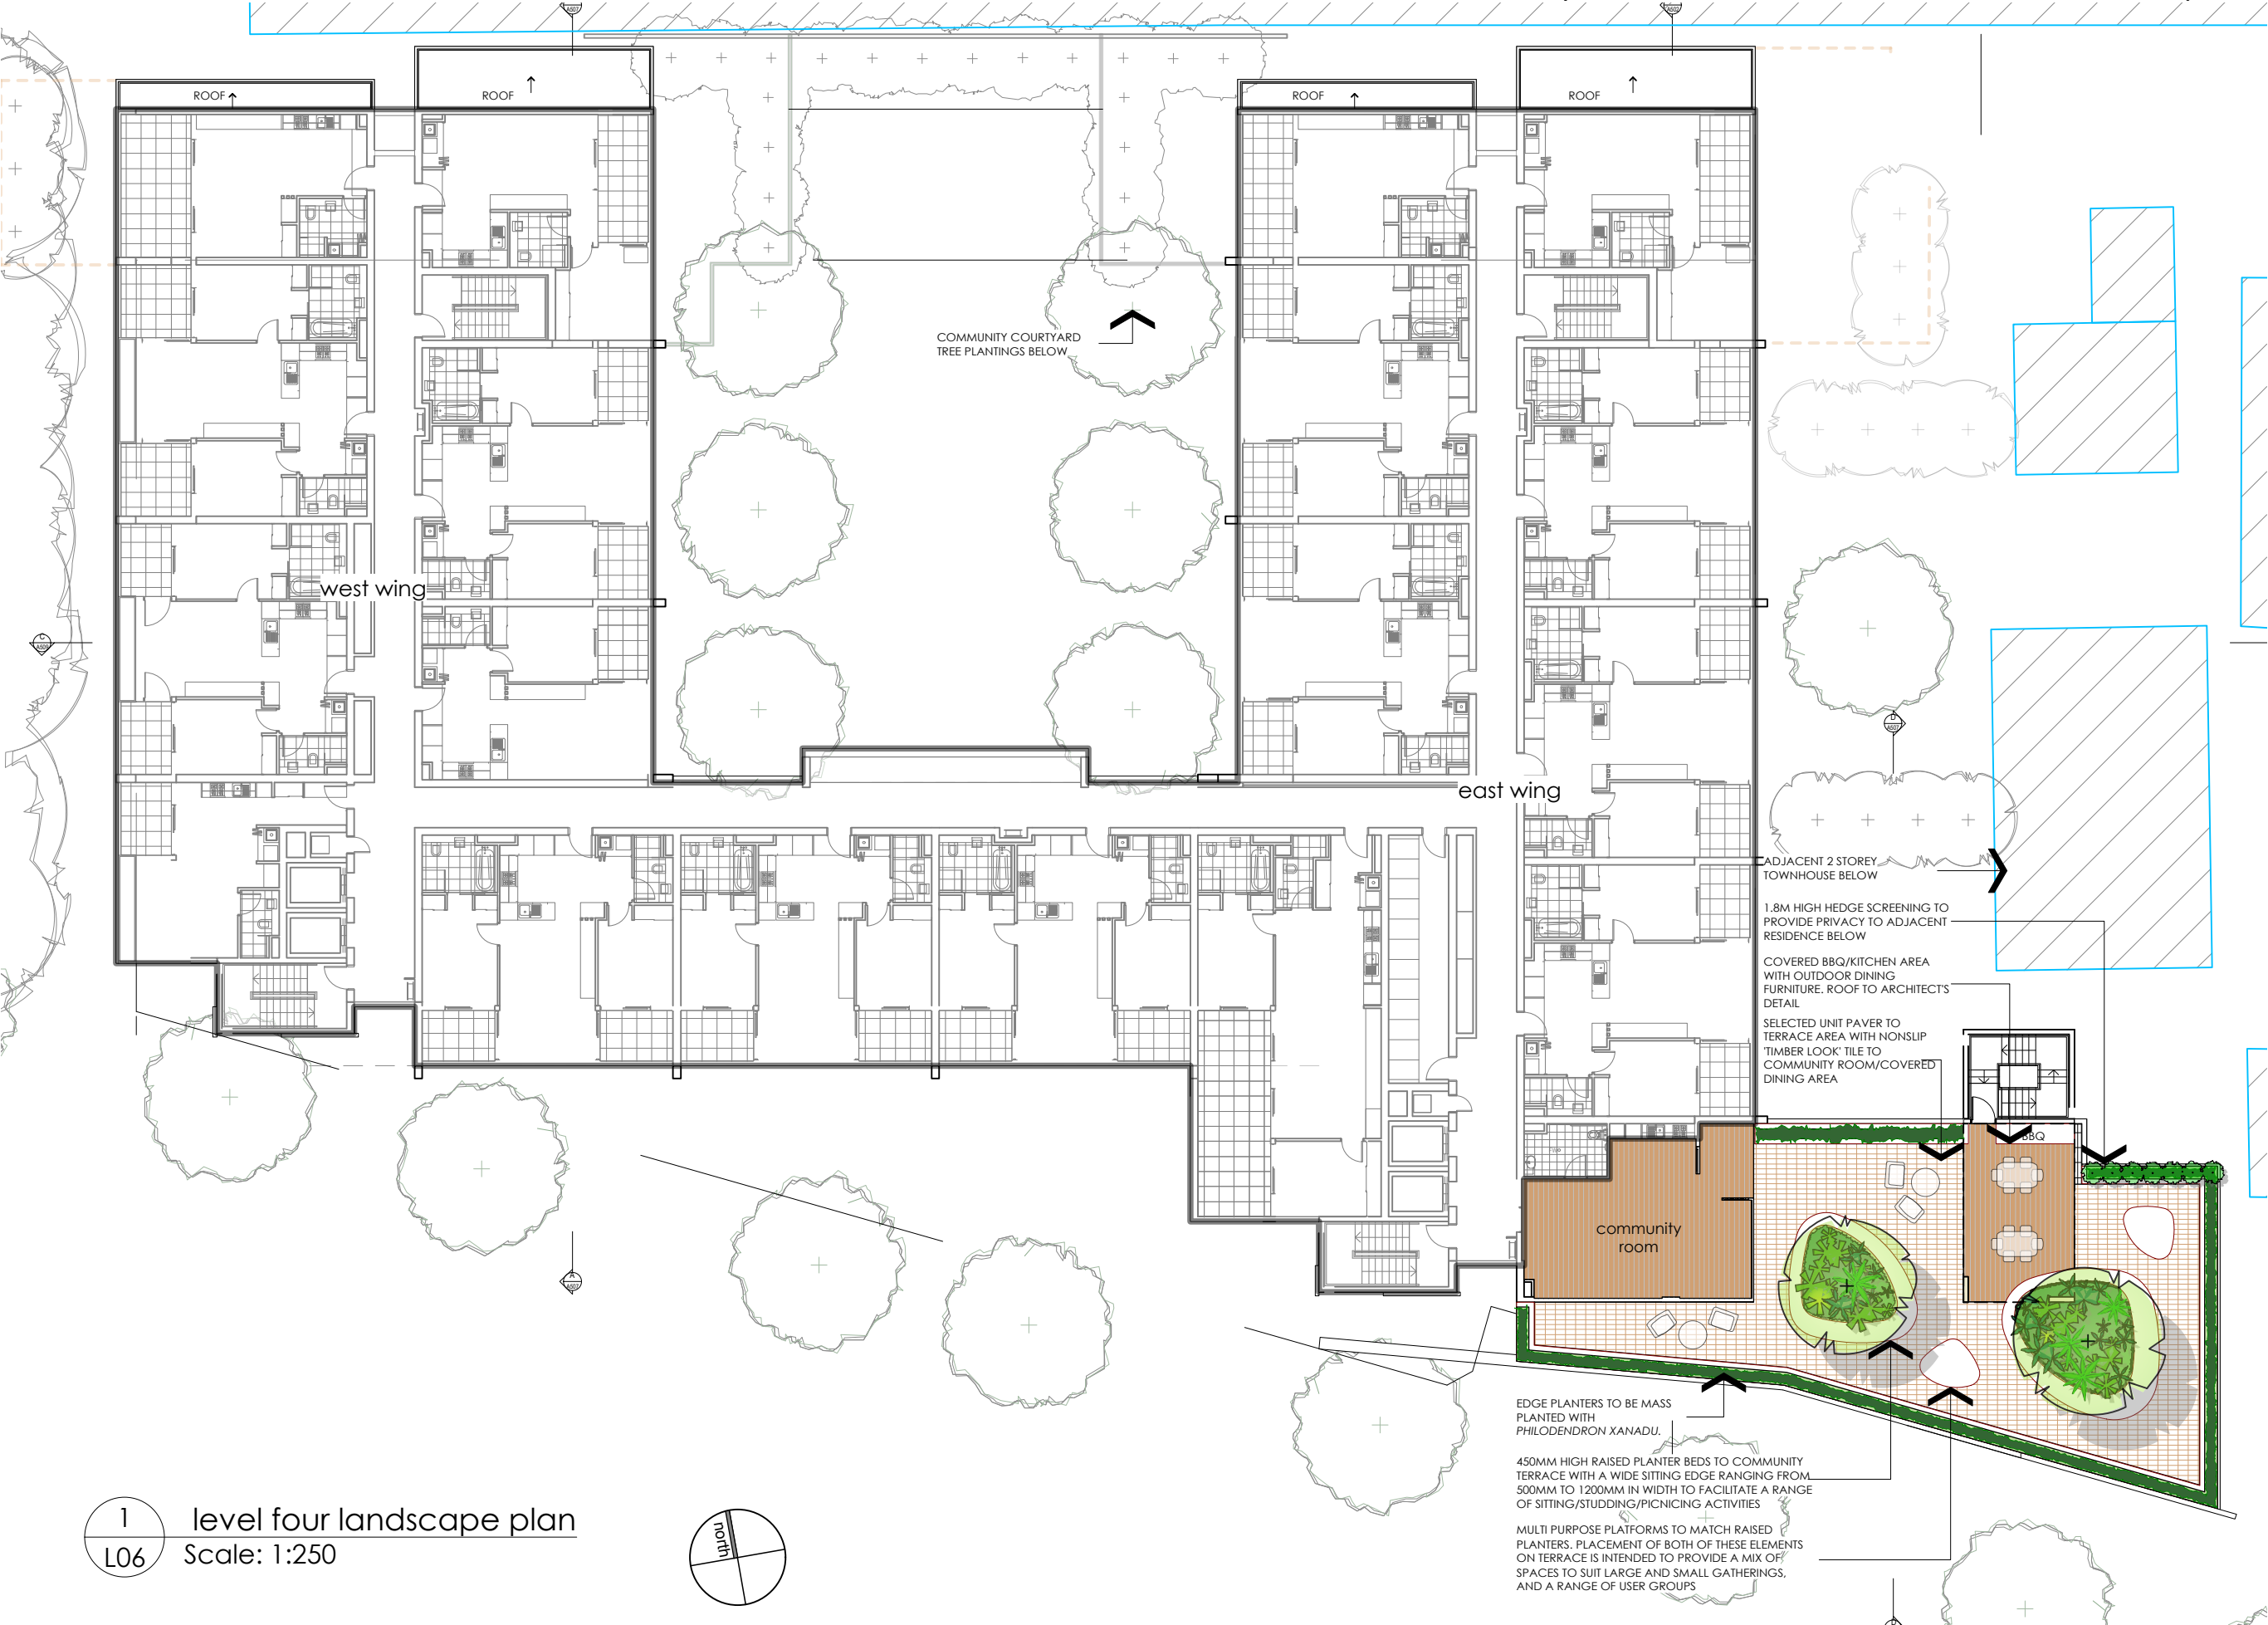 ROOF
ROOF
ROOF
ROOF
COMMUNITY COURTYARD
TREE PLANTINGS BELOW
west wing
east wing
C
D
A507
ADJACENT 2 STOREY
TOWNHOUSE BELOW
1.8M HIGH HEDGE SCREENING TO
PROVIDE PRIVACY TO ADJACENT
RESIDENCE BELOW
COVERED BBQ/KITCHEN AREA
WITH OUTDOOR DINING
FURNITURE. ROOF TO ARCHITECT'S
DETAIL
SELECTED UNIT PAVER TO
TERRACE AREA WITH NONSLIP
'TIMBER LOOK' TILE TO
COMMUNITY ROOM/COVERED
DINING AREA
BBQ
community
room
A
A507
EDGE PLANTERS TO BE MASS
PLANTED WITH
PHILODENDRON XANADU.
450MM HIGH RAISED PLANTER BEDS TO COMMUNITY
TERRACE WITH A WIDE SITTING EDGE RANGING FROM
500MM TO 1200MM IN WIDTH TO FACILITATE A RANGE
OF SITTING/STUDDING/PICNICING ACTIVITIES
MULTI PURPOSE PLATFORMS TO MATCH RAISED
PLANTERS. PLACEMENT OF BOTH OF THESE ELEMENTS
ON TERRACE IS INTENDED TO PROVIDE A MIX OF
SPACES TO SUIT LARGE AND SMALL GATHERINGS,
AND A RANGE OF USER GROUPS
1
L06
level four landscape plan
Scale: 1:250
north